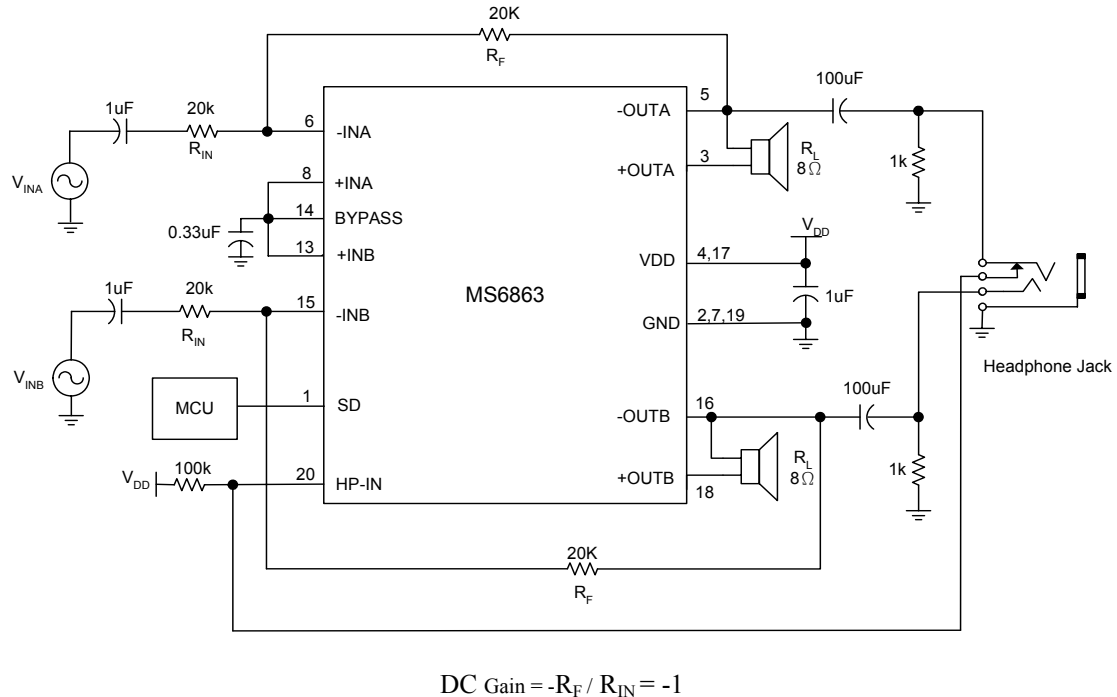 20K
R_F
100uF
1uF
20k
R_IN
V_INA
6
-INA
8
+INA
14
BYPASS
13
+INB
0.33uF
1uF
20k
R_IN
V_INB
15
-INB
MCU
1
SD
V_DD
100k
20
HP-IN
MS6863
5
-OUTA
3
+OUTA
R_L
8Ω
1k
V_DD
VDD
4,17
1uF
GND
2,7,19
Headphone Jack
100uF
16
-OUTB
+OUTB
18
R_L
8Ω
1k
20K
R_F
DC Gain = -R_F / R_IN = -1